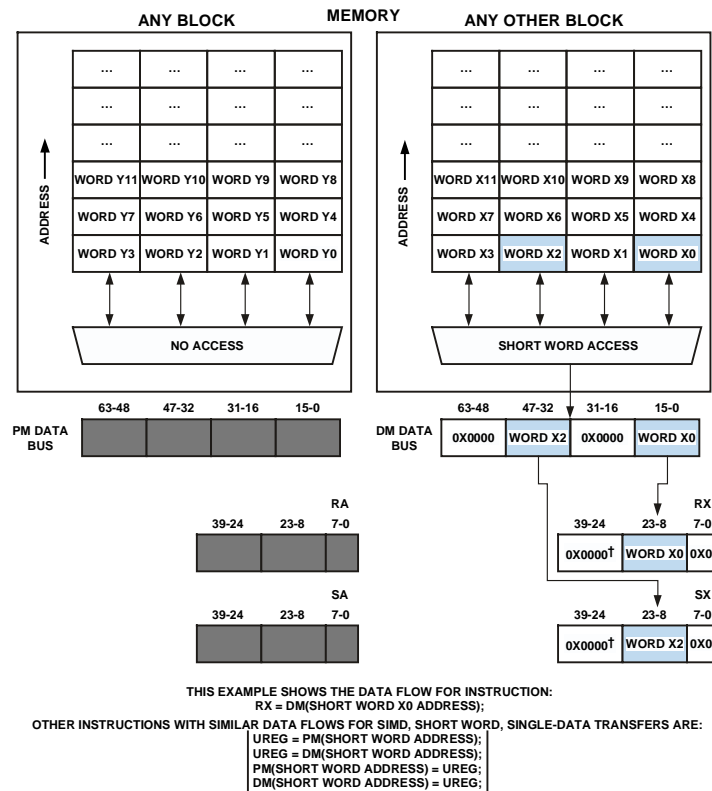 ANY BLOCK MEMORY ANY OTHER BLOCK
... ... ... ... ... ... ... ...
... ... ... ... ... ... ... ...
... ... ... ... ... ... ... ...
WORD Y11 WORD Y10 WORD Y9 WORD Y8 WORD X11 WORD X10 WORD X9 WORD X8
ADDRESS ADDRESS
WORD Y7 WORD Y6 WORD Y5 WORD Y4 WORD X7 WORD X6 WORD X5 WORD X4
WORD Y3 WORD Y2 WORD Y1 WORD Y0 WORD X3 WORD X2 WORD X1 WORD X0
NO ACCESS SHORT WORD ACCESS
63-48 47-32 31-16 15-0 63-48 47-32 31-16 15-0
PM DATA BUS DM DATA BUS 0X0000 WORD X2 0X0000 WORD X0
RA RX
39-24 23-8 7-0 39-24 23-8 7-0
0X0000† WORD X0 0X0
SA SX
39-24 23-8 7-0 39-24 23-8 7-0
0X0000† WORD X2 0X0
THIS EXAMPLE SHOWS THE DATA FLOW FOR INSTRUCTION:
RX = DM(SHORT WORD X0 ADDRESS);
OTHER INSTRUCTIONS WITH SIMILAR DATA FLOWS FOR SIMD, SHORT WORD, SINGLE-DATA TRANSFERS ARE:
UREG = PM(SHORT WORD ADDRESS);
UREG = DM(SHORT WORD ADDRESS);
PM(SHORT WORD ADDRESS) = UREG;
DM(SHORT WORD ADDRESS) = UREG;